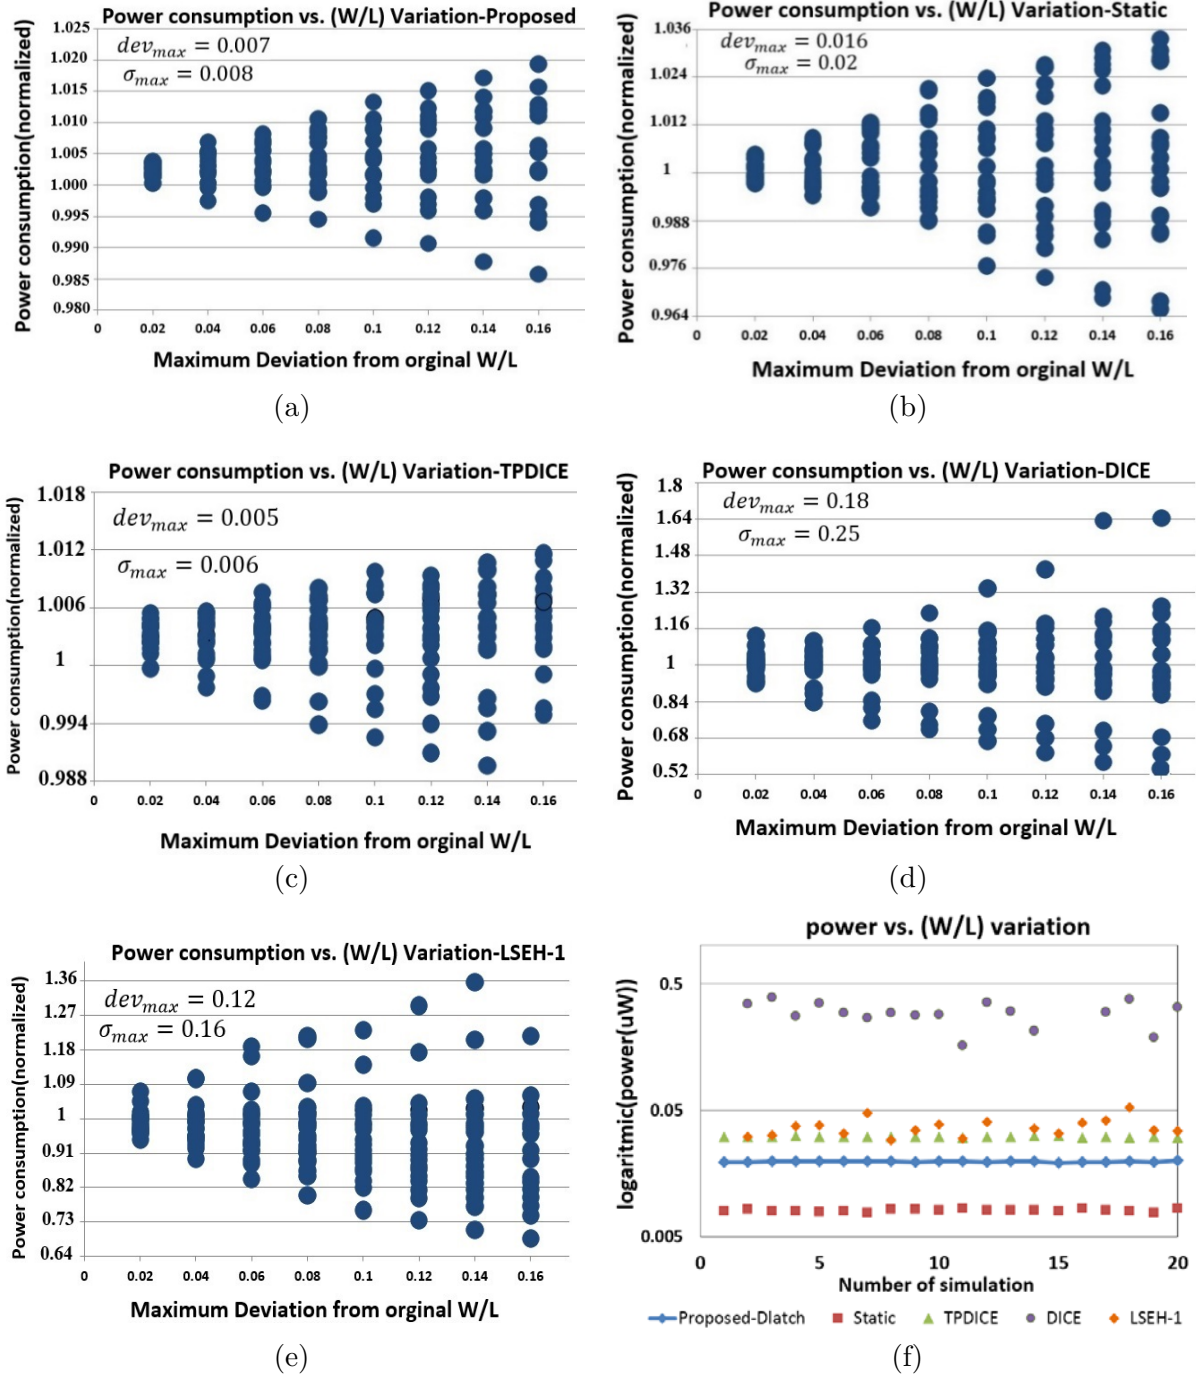 Power consumption vs. (W/L) Variation-Proposed
dev_max = 0.007
σ_max = 0.008
Power consumption(normalized)
1.025
1.020
1.015
1.010
1.005
1.000
0.995
0.990
0.985
0.980
0 0.02 0.04 0.06 0.08 0.1 0.12 0.14 0.16
Maximum Deviation from orginal W/L
(a)
Power consumption vs. (W/L) Variation-Static
dev_max = 0.016
σ_max = 0.02
Power consumption(normalized)
1.036
1.024
1.012
1
0.988
0.976
0.964
0 0.02 0.04 0.06 0.08 0.1 0.12 0.14 0.16
Maximum Deviation from orginal W/L
(b)
Power consumption vs. (W/L) Variation-TPDICE
dev_max = 0.005
σ_max = 0.006
Power consumption(normalized)
1.018
1.012
1.006
1
0.994
0.988
0 0.02 0.04 0.06 0.08 0.1 0.12 0.14 0.16
Maximum Deviation from orginal W/L
(c)
Power consumption vs. (W/L) Variation-DICE
dev_max = 0.18
σ_max = 0.25
Power consumption(normalized)
1.8
1.64
1.48
1.32
1.16
1
0.84
0.68
0.52
0 0.02 0.04 0.06 0.08 0.1 0.12 0.14 0.16
Maximum Deviation from orginal W/L
(d)
Power consumption vs. (W/L) Variation-LSEH-1
dev_max = 0.12
σ_max = 0.16
Power consumption(normalized)
1.36
1.27
1.18
1.09
1
0.91
0.82
0.73
0.64
0 0.02 0.04 0.06 0.08 0.1 0.12 0.14 0.16
Maximum Deviation from orginal W/L
(e)
power vs. (W/L) variation
logaritmic(power(uW))
0.5
0.05
0.005
0 5 10 15 20
Number of simulation
Proposed-Dlatch Static TPDICE DICE LSEH-1
(f)